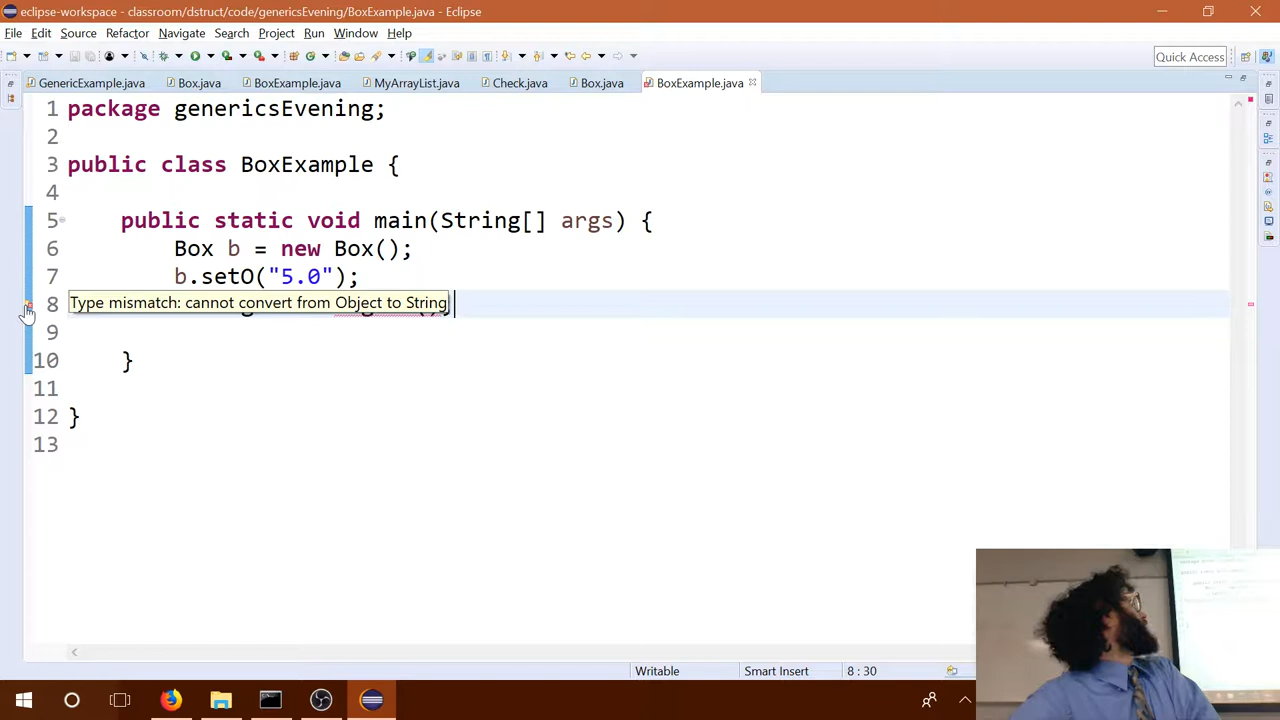 eclipse-workspace - classroom/dstruct/code/genericsEvening/BoxExample.java - Eclipse
File Edit Source Refactor Navigate Search Project Run Window Help
Quick Access
GenericExample.java Box.java BoxExample.java MyArrayList.java Check.java Box.java BoxExample.java
1 package genericsEvening;
2
3 public class BoxExample {
4
5 public static void main(String[] args) {
6 Box b = new Box();
7 b.setO("5.0");
8 Type mismatch: cannot convert from Object to String
9
10 }
11
12 }
13
Writable Smart Insert 8 : 30